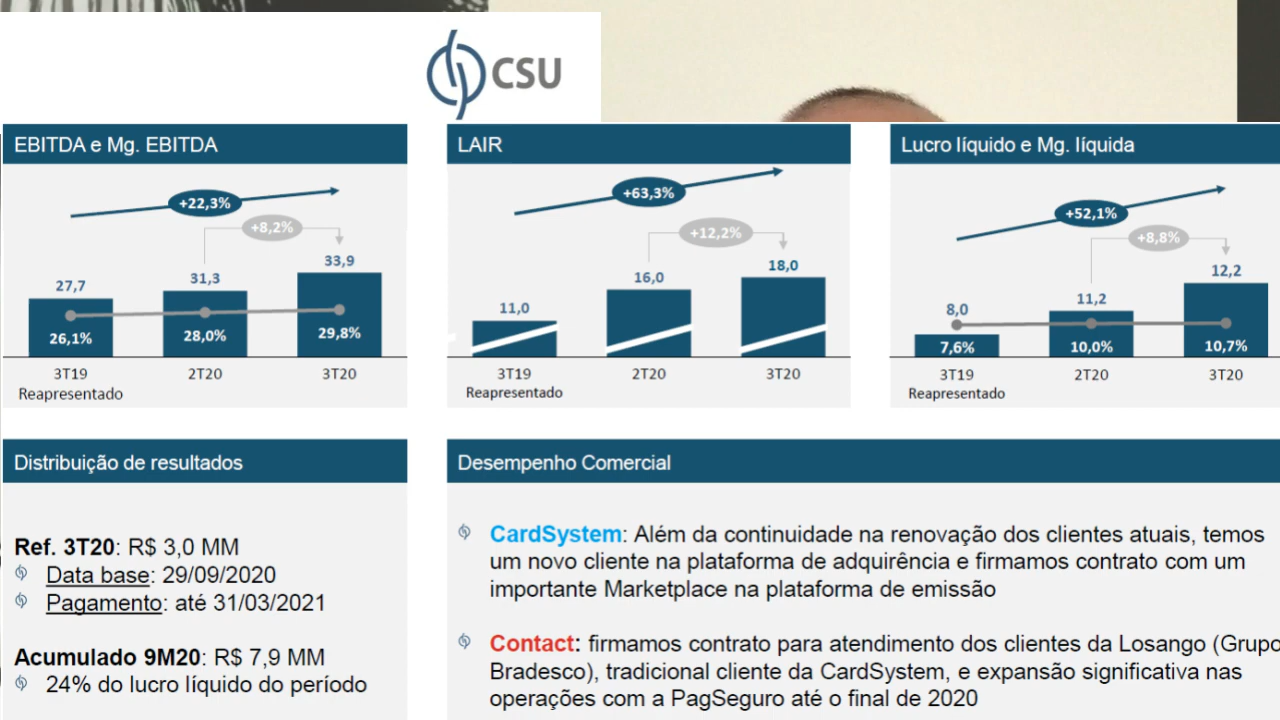 CSU
EBITDA e Mg. EBITDA
+22,3%
+8,2%
27,7
31,3
33,9
26,1%
28,0%
29,8%
3T19
2T20
3T20
Reapresentado
LAIR
+63,3%
+12,2%
11,0
16,0
18,0
3T19
2T20
3T20
Reapresentado
Lucro líquido e Mg. líquida
+52,1%
+8,8%
8,0
11,2
12,2
7,6%
10,0%
10,7%
3T19
2T20
3T20
Reapresentado
Distribuição de resultados
Ref. 3T20: R$ 3,0 MM
Data base: 29/09/2020
Pagamento: até 31/03/2021
Acumulado 9M20: R$ 7,9 MM
24% do lucro líquido do período
Desempenho Comercial
CardSystem: Além da continuidade na renovação dos clientes atuais, temos
um novo cliente na plataforma de adquirência e firmamos contrato com um
importante Marketplace na plataforma de emissão
Contact: firmamos contrato para atendimento dos clientes da Losango (Grupo
Bradesco), tradicional cliente da CardSystem, e expansão significativa nas
operações com a PagSeguro até o final de 2020